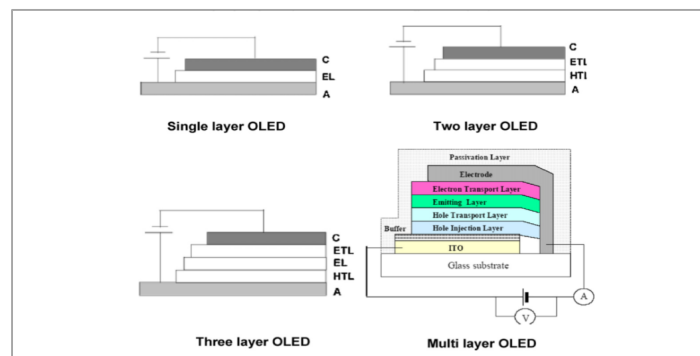 C
EL
A
Single layer OLED
C
ETL
HTL
A
Two layer OLED
C
ETL
EL
HTL
A
Three layer OLED
Passivation Layer
Electrode
Electron Transport Layer
Emitting Layer
Hole Transport Layer
Buffer
Hole Injection Layer
ITO
Glass substrate
A
V
Multi layer OLED